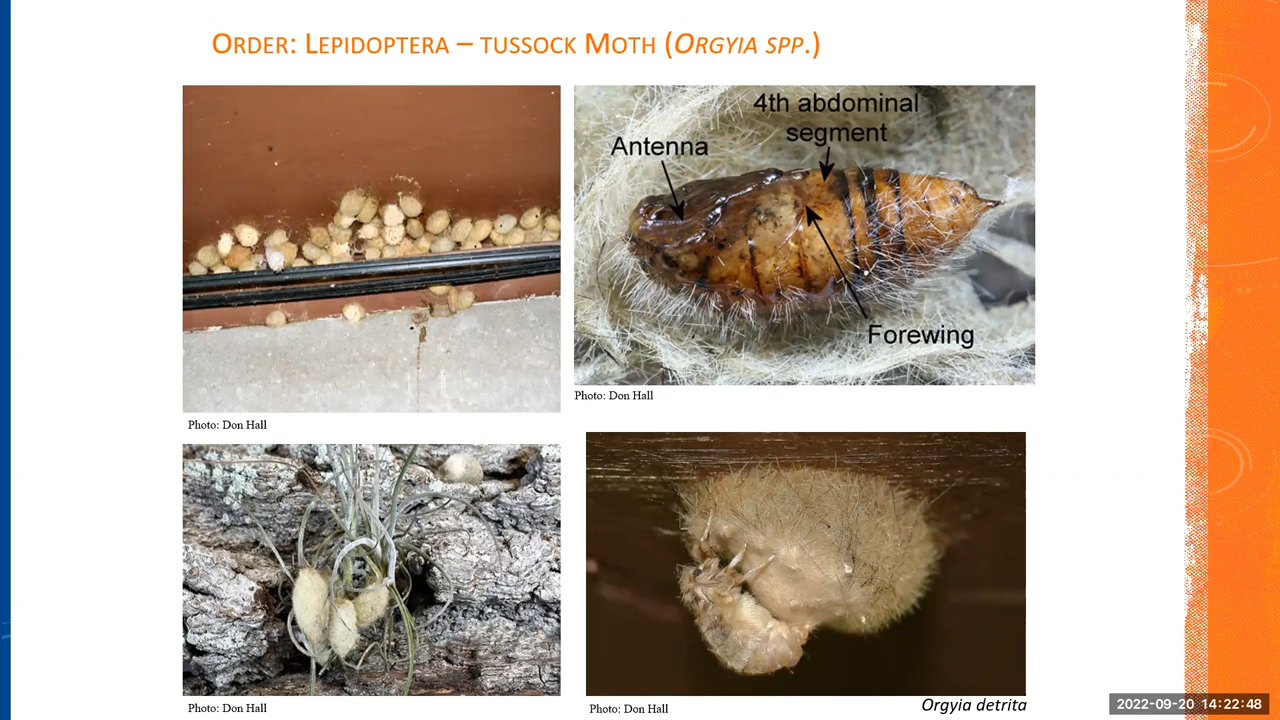 Order: Lepidoptera – tussock Moth (Orgyia spp.)
4th abdominal
segment
Antenna
Forewing
Photo: Don Hall
Photo: Don Hall
Photo: Don Hall
Photo: Don Hall
Orgyia detrita
2022-09-20 14:22:48